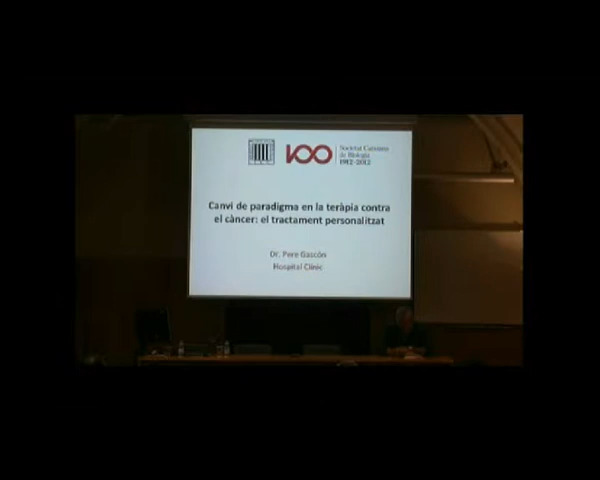 100
Societat Catalana
de Biologia
1912-2012
Canvi de paradigma en la teràpia contra
el càncer: el tractament personalitzat
Dr. Pere Gascón
Hospital Clínic